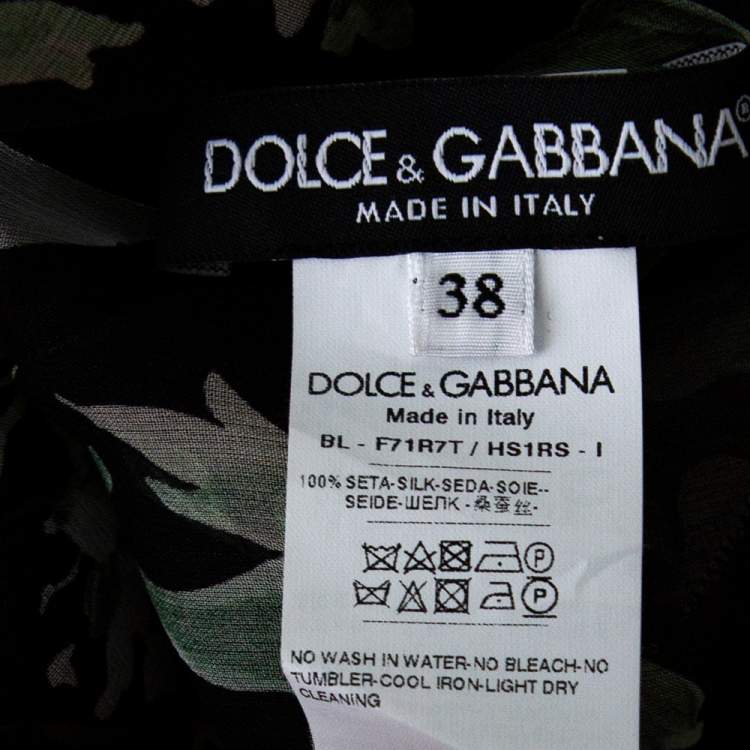 DOLCE & GABBANA®
MADE IN ITALY
38
DOLCE & GABBANA
Made in Italy
BL - F71R7T / HS1RS - I
100% SETA-SILK-SEDA-SOIE--
SEIDE-ШЕЛК -桑蚕丝-
P
P
NO WASH IN WATER-NO BLEACH-NO
TUMBLER-COOL IRON-LIGHT DRY
CLEANING